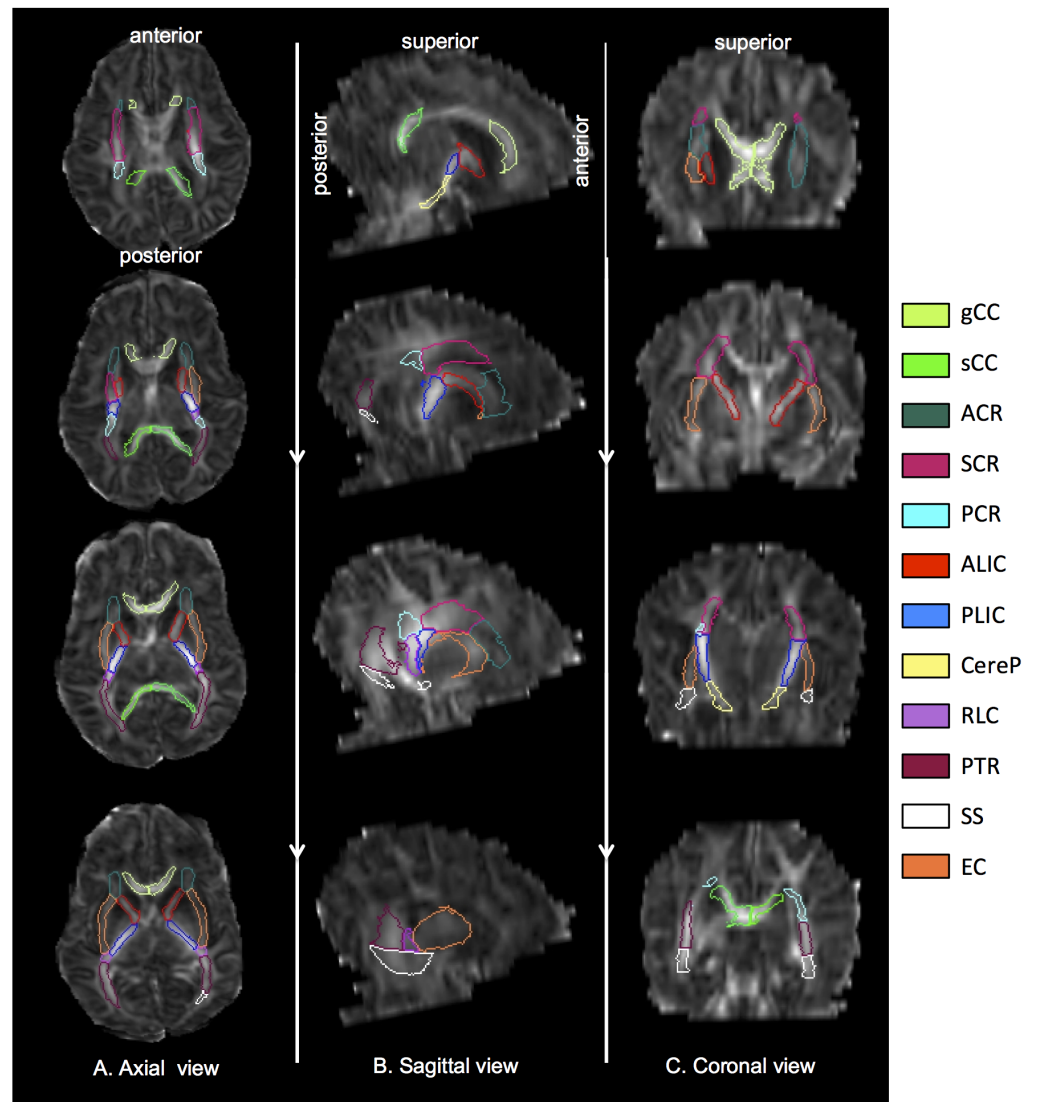 anterior
superior
superior
posterior
anterior
posterior
gCC
sCC
ACR
SCR
PCR
ALIC
PLIC
CereP
RLC
PTR
SS
EC
A. Axial view
B. Sagittal view
C. Coronal view